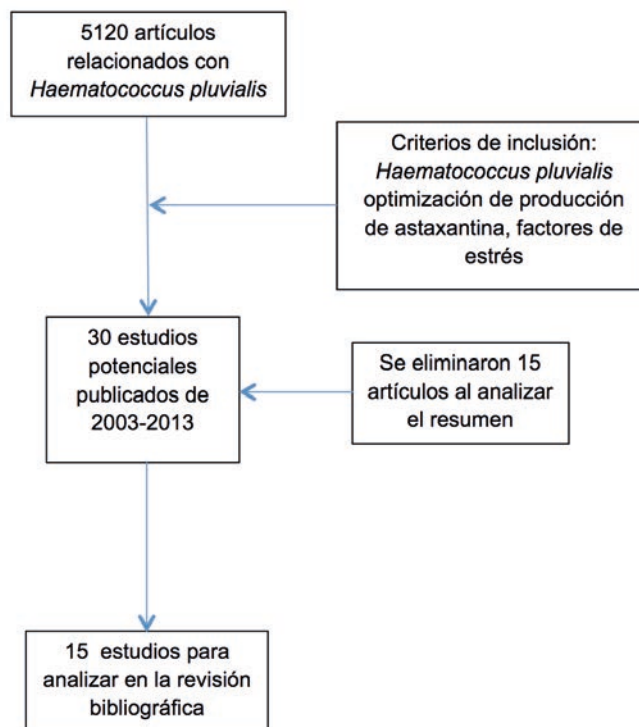 5120 artículos
relacionados con
Haematococcus pluvialis
Criterios de inclusión:
Haematococcus pluvialis
optimización de producción
de astaxantina, factores de
estrés
30 estudios
potenciales
publicados de
2003-2013
Se eliminaron 15
artículos al analizar
el resumen
15 estudios para
analizar en la revisión
bibliográfica